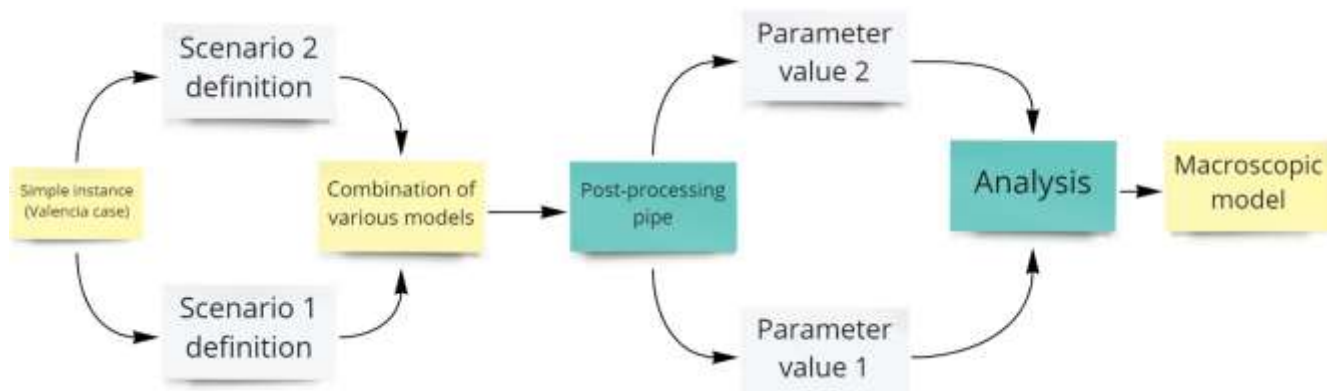 Scenario 2
definition
Parameter
value 2
Simple instance
(Valencia case)
Combination of
various models
Post-processing
pipe
Analysis
Macroscopic
model
Scenario 1
definition
Parameter
value 1